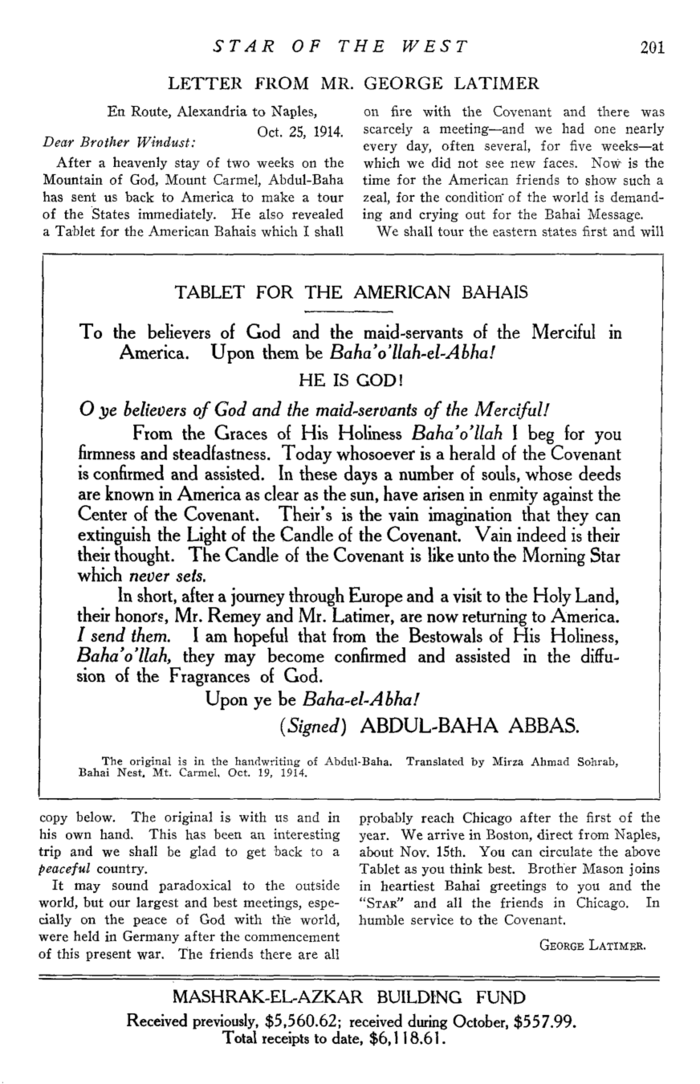 STAR OF THE WEST 201
LETTER FROM MR. GEORGE LATIMER
En Route, Alexandria to Naples,
Oct. 25, 1914.
Dear Brother Windust:
After a heavenly stay of two weeks on the
Mountain of God, Mount Carmel, Abdul-Baha
has sent us back to America to make a tour
of the States immediately. He also revealed
a Tablet for the American Bahais which I shall
copy below. The original is with us and in
his own hand. This has been an interesting
trip and we shall be glad to get back to a
peaceful country.
It may sound paradoxical to the outside
world, but our largest and best meetings, espe-
cially on the peace of God with the world,
were held in Germany after the commencement
of this present war. The friends there are all
on fire with the Covenant and there was
scarcely a meeting—and we had one nearly
every day, often several, for five weeks—at
which we did not see new faces. Now is the
time for the American friends to show such a
zeal, for the condition of the world is demand-
ing and crying out for the Bahai Message.
We shall tour the eastern states first and will
probably reach Chicago after the first of the
year. We arrive in Boston, direct from Naples,
about Nov. 15th. You can circulate the above
Tablet as you think best. Brother Mason joins
in heartiest Bahai greetings to you and the
"STAR" and all the friends in Chicago. In
humble service to the Covenant.
GEORGE LATIMER.
TABLET FOR THE AMERICAN BAHAIS
To the believers of God and the maid-servants of the Merciful in
America. Upon them be Baha'o'llah-el-Abha!
HE IS GOD!
O ye believers of God and the maid-servants of the Merciful!
From the Graces of His Holiness Baha'o'llah I beg for you
firmness and steadfastness. Today whosoever is a herald of the Covenant
is confirmed and assisted. In these days a number of souls, whose deeds
are known in America as clear as the sun, have arisen in enmity against the
Center of the Covenant. Their's is the vain imagination that they can
extinguish the Light of the Candle of the Covenant. Vain indeed is their
their thought. The Candle of the Covenant is like unto the Morning Star
which never sets.
In short, after a journey through Europe and a visit to the Holy Land,
their honors, Mr. Remey and Mr. Latimer, are now returning to America.
I send them. I am hopeful that from the Bestowals of His Holiness,
Baha'o'llah, they may become confirmed and assisted in the diffu-
sion of the Fragrances of God.
Upon ye be Baha-el-Abha!
(Signed) ABDUL-BAHA ABBAS.
The original is in the handwriting of Abdul-Baha. Translated by Mirza Ahmad Sohrab,
Bahai Nest, Mt. Carmel, Oct. 19, 1914.
MASHRAK-EL-AZKAR BUILDING FUND
Received previously, $5,560.62; received during October, $557.99.
Total receipts to date, $6,118.61.